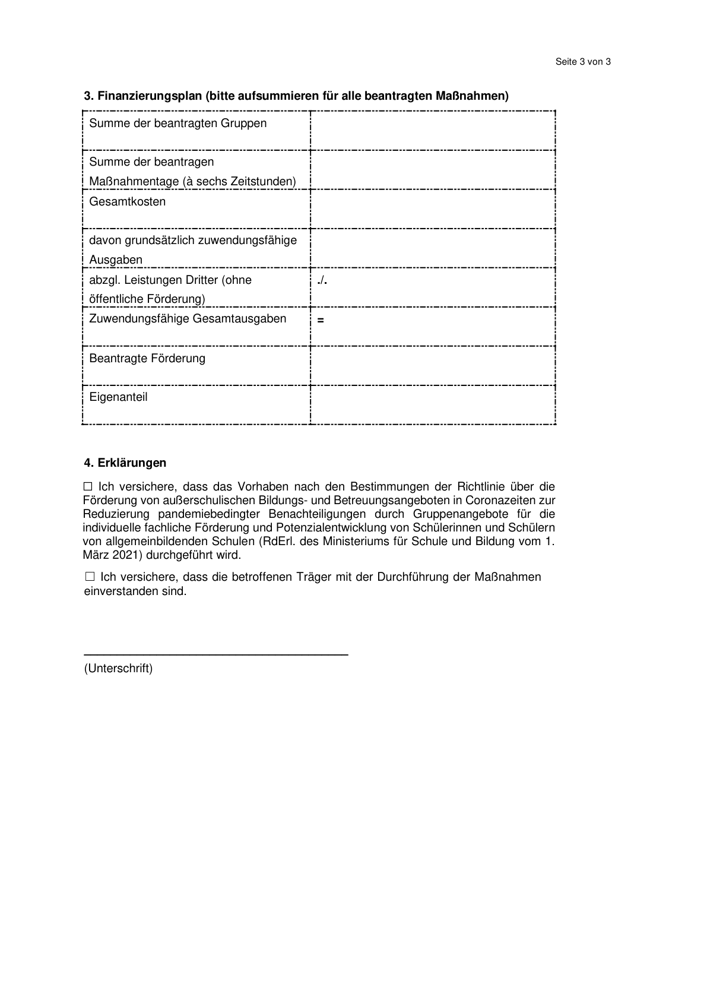 Seite 3 von 3
3. Finanzierungsplan (bitte aufsummieren für alle beantragten Maßnahmen)
Summe der beantragten Gruppen
Summe der beantragen
Maßnahmentage (à sechs Zeitstunden)
Gesamtkosten
davon grundsätzlich zuwendungsfähige
Ausgaben
abzgl. Leistungen Dritter (ohne
öffentliche Förderung)
./.
Zuwendungsfähige Gesamtausgaben
=
Beantragte Förderung
Eigenanteil
4. Erklärungen
☐ Ich versichere, dass das Vorhaben nach den Bestimmungen der Richtlinie über die
Förderung von außerschulischen Bildungs- und Betreuungsangeboten in Coronazeiten zur
Reduzierung pandemiebedingter Benachteiligungen durch Gruppenangebote für die
individuelle fachliche Förderung und Potenzialentwicklung von Schülerinnen und Schülern
von allgemeinbildenden Schulen (RdErl. des Ministeriums für Schule und Bildung vom 1.
März 2021) durchgeführt wird.
☐ Ich versichere, dass die betroffenen Träger mit der Durchführung der Maßnahmen
einverstanden sind.
(Unterschrift)